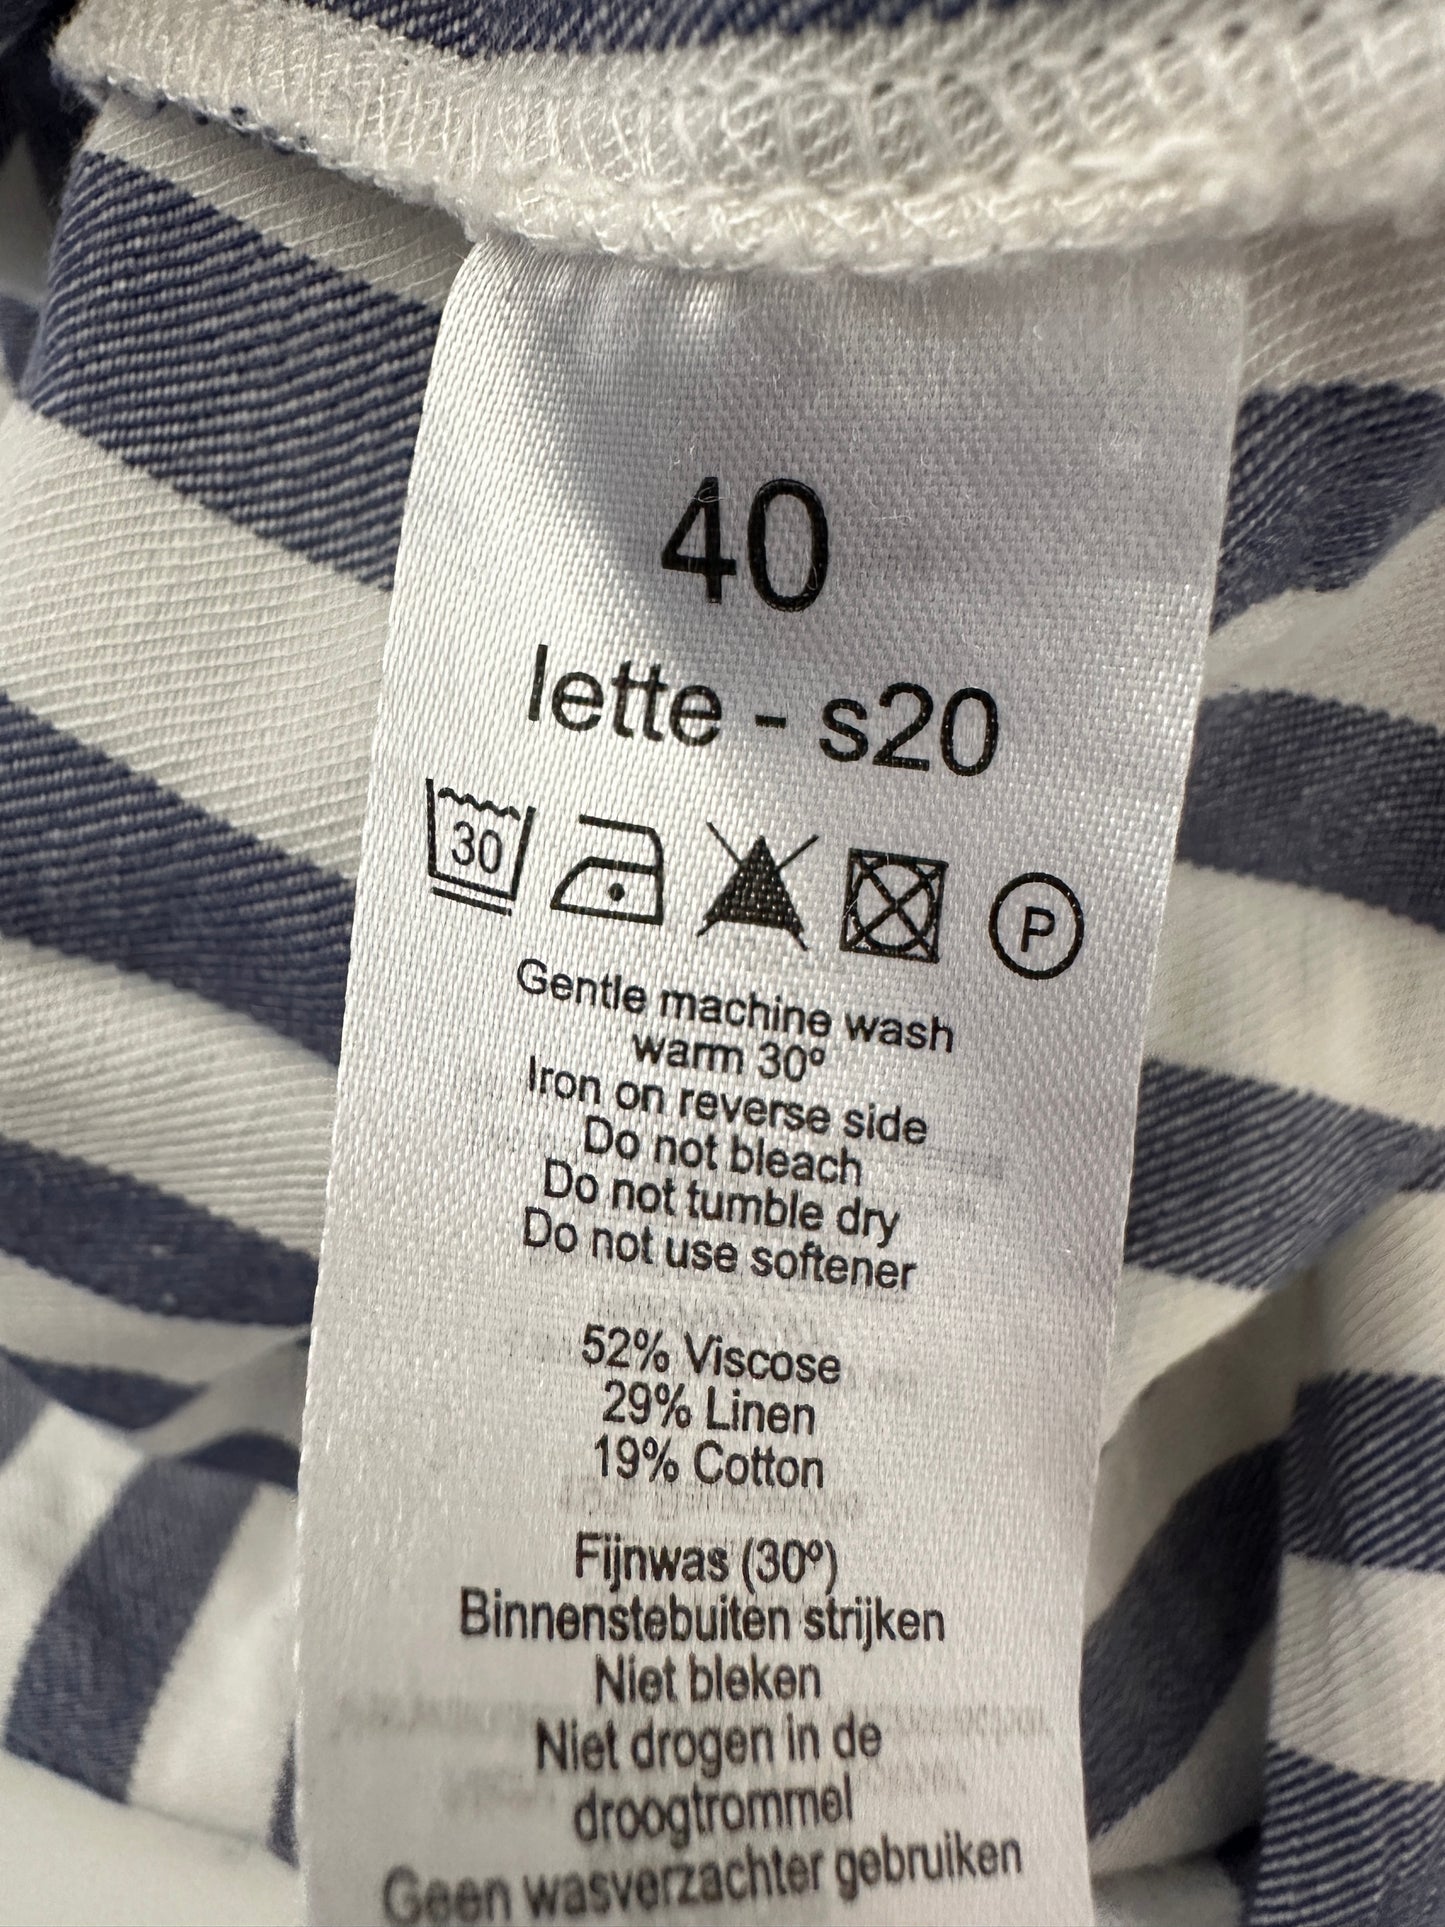 40
lette - s20
30
P
Gentle machine wash
warm 30º
Iron on reverse side
Do not bleach
Do not tumble dry
Do not use softener
52% Viscose
29% Linen
19% Cotton
Fijnwas (30º)
Binnenstebuiten strijken
Niet bleken
Niet drogen in de
droogtrommel
Geen wasverzachter gebruiken